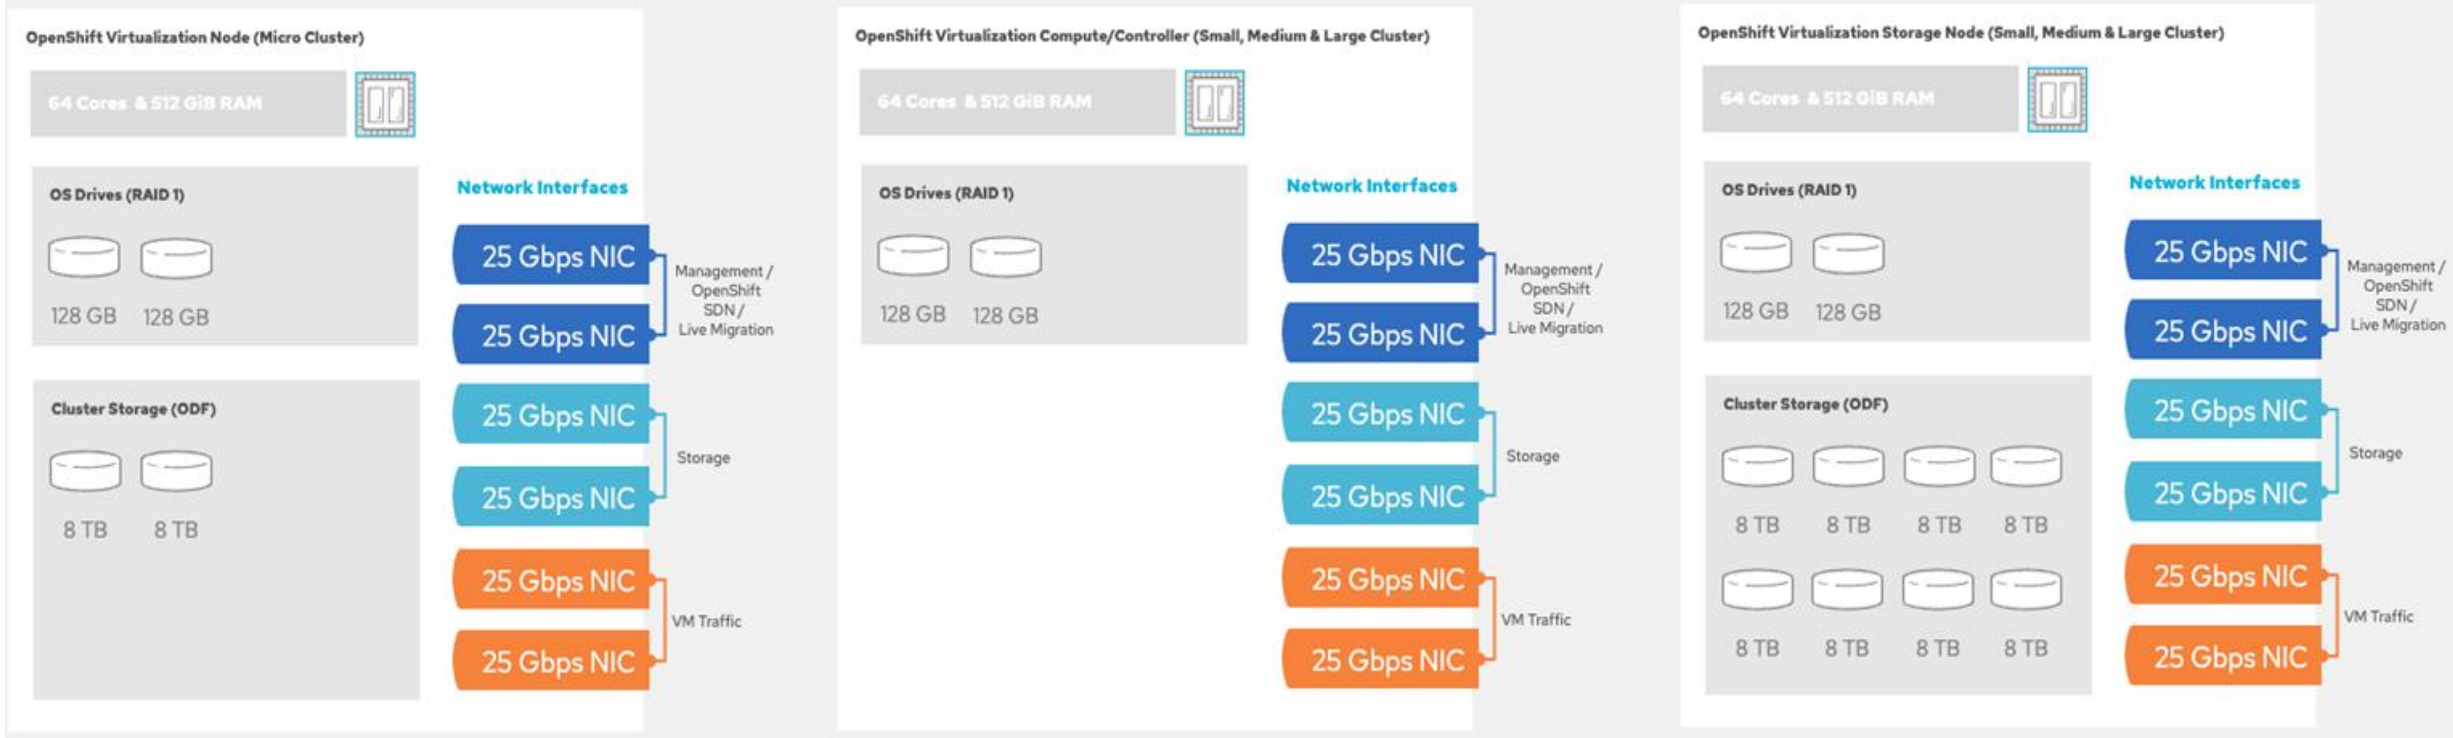 OpenShift Virtualization Node (Micro Cluster)
64 Cores & 512 GiB RAM
OS Drives (RAID 1)
128 GB 128 GB
Cluster Storage (ODF)
8 TB 8 TB
Network Interfaces
25 Gbps NIC
25 Gbps NIC
Management /
OpenShift
SDN /
Live Migration
25 Gbps NIC
25 Gbps NIC
Storage
25 Gbps NIC
25 Gbps NIC
VM Traffic
OpenShift Virtualization Compute/Controller (Small, Medium & Large Cluster)
64 Cores & 512 GiB RAM
OS Drives (RAID 1)
128 GB 128 GB
Network Interfaces
25 Gbps NIC
25 Gbps NIC
Management /
OpenShift
SDN /
Live Migration
25 Gbps NIC
25 Gbps NIC
Storage
25 Gbps NIC
25 Gbps NIC
VM Traffic
OpenShift Virtualization Storage Node (Small, Medium & Large Cluster)
64 Cores & 512 GiB RAM
OS Drives (RAID 1)
128 GB 128 GB
Cluster Storage (ODF)
8 TB 8 TB 8 TB 8 TB
8 TB 8 TB 8 TB 8 TB
Network Interfaces
25 Gbps NIC
25 Gbps NIC
Management /
OpenShift
SDN /
Live Migration
25 Gbps NIC
25 Gbps NIC
Storage
25 Gbps NIC
25 Gbps NIC
VM Traffic